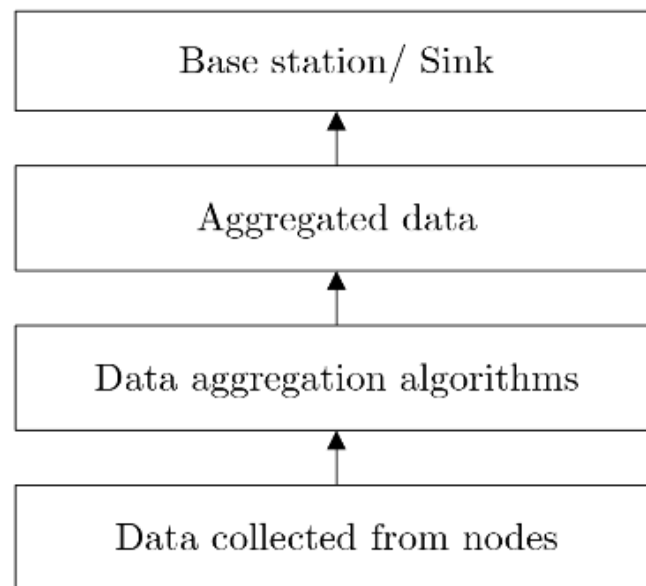 Base station/ Sink
Aggregated data
Data aggregation algorithms
Data collected from nodes